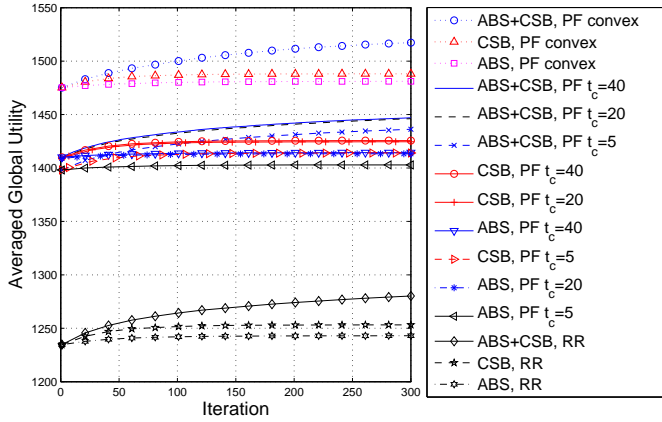 1550
1500
1450
1400
1350
1300
1250
1200
0
50
100
150
200
250
300
Averaged Global Utility
Iteration
ABS+CSB, PF convex
CSB, PF convex
ABS, PF convex
ABS+CSB, PF t_c=40
ABS+CSB, PF t_c=20
ABS+CSB, PF t_c=5
CSB, PF t_c=40
CSB, PF t_c=20
ABS, PF t_c=40
CSB, PF t_c=5
ABS, PF t_c=20
ABS, PF t_c=5
ABS+CSB, RR
CSB, RR
ABS, RR